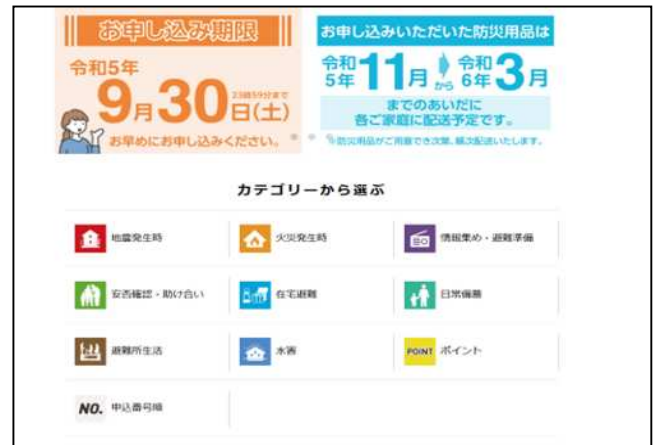 お申し込み期限
令和5年
9月30日(土)
23時59分まで
お早めにお申し込みください。
お申し込みいただいた防災用品は
令和5年11月から令和6年3月
までのあいだに
各ご家庭に配送予定です。
※防災用品がご用意でき次第、順次配送いたします。
カテゴリーから選ぶ
地震発生時
火災発生時
情報集め・避難準備
安否確認・助け合い
在宅避難
日常備蓄
避難所生活
水害
POINT ポイント
NO. 申込番号順